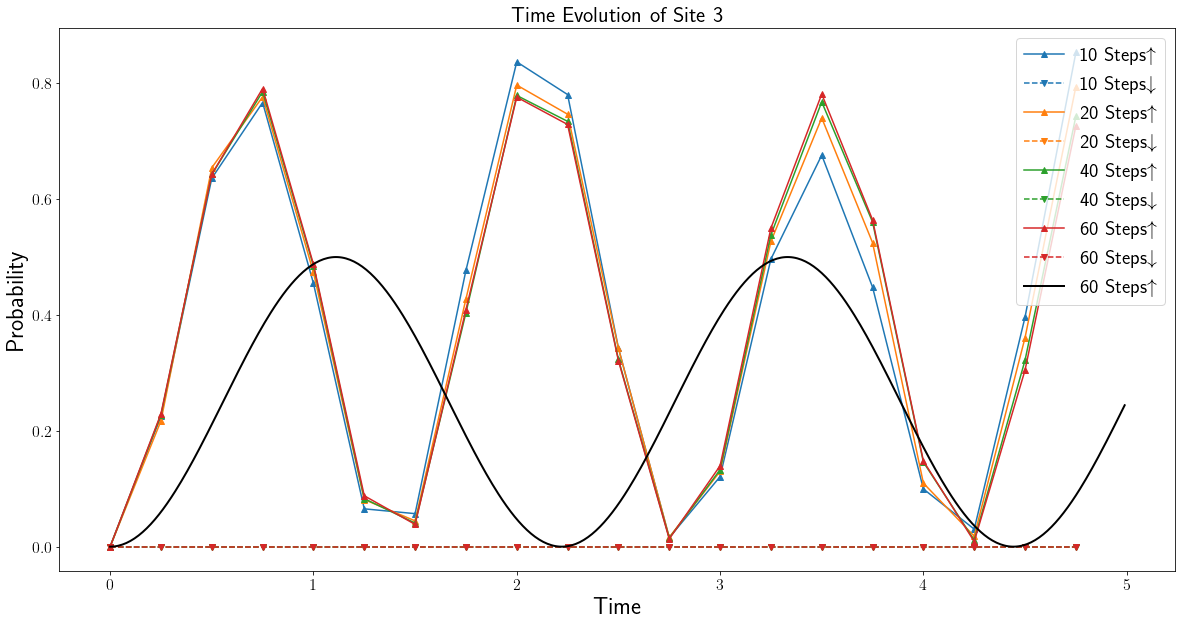 Time Evolution of Site 3
Probability
0.8
0.6
0.4
0.2
0.0
10 Steps↑
10 Steps↓
20 Steps↑
20 Steps↓
40 Steps↑
40 Steps↓
60 Steps↑
60 Steps↓
60 Steps↑
0 1 2 3 4 5
Time